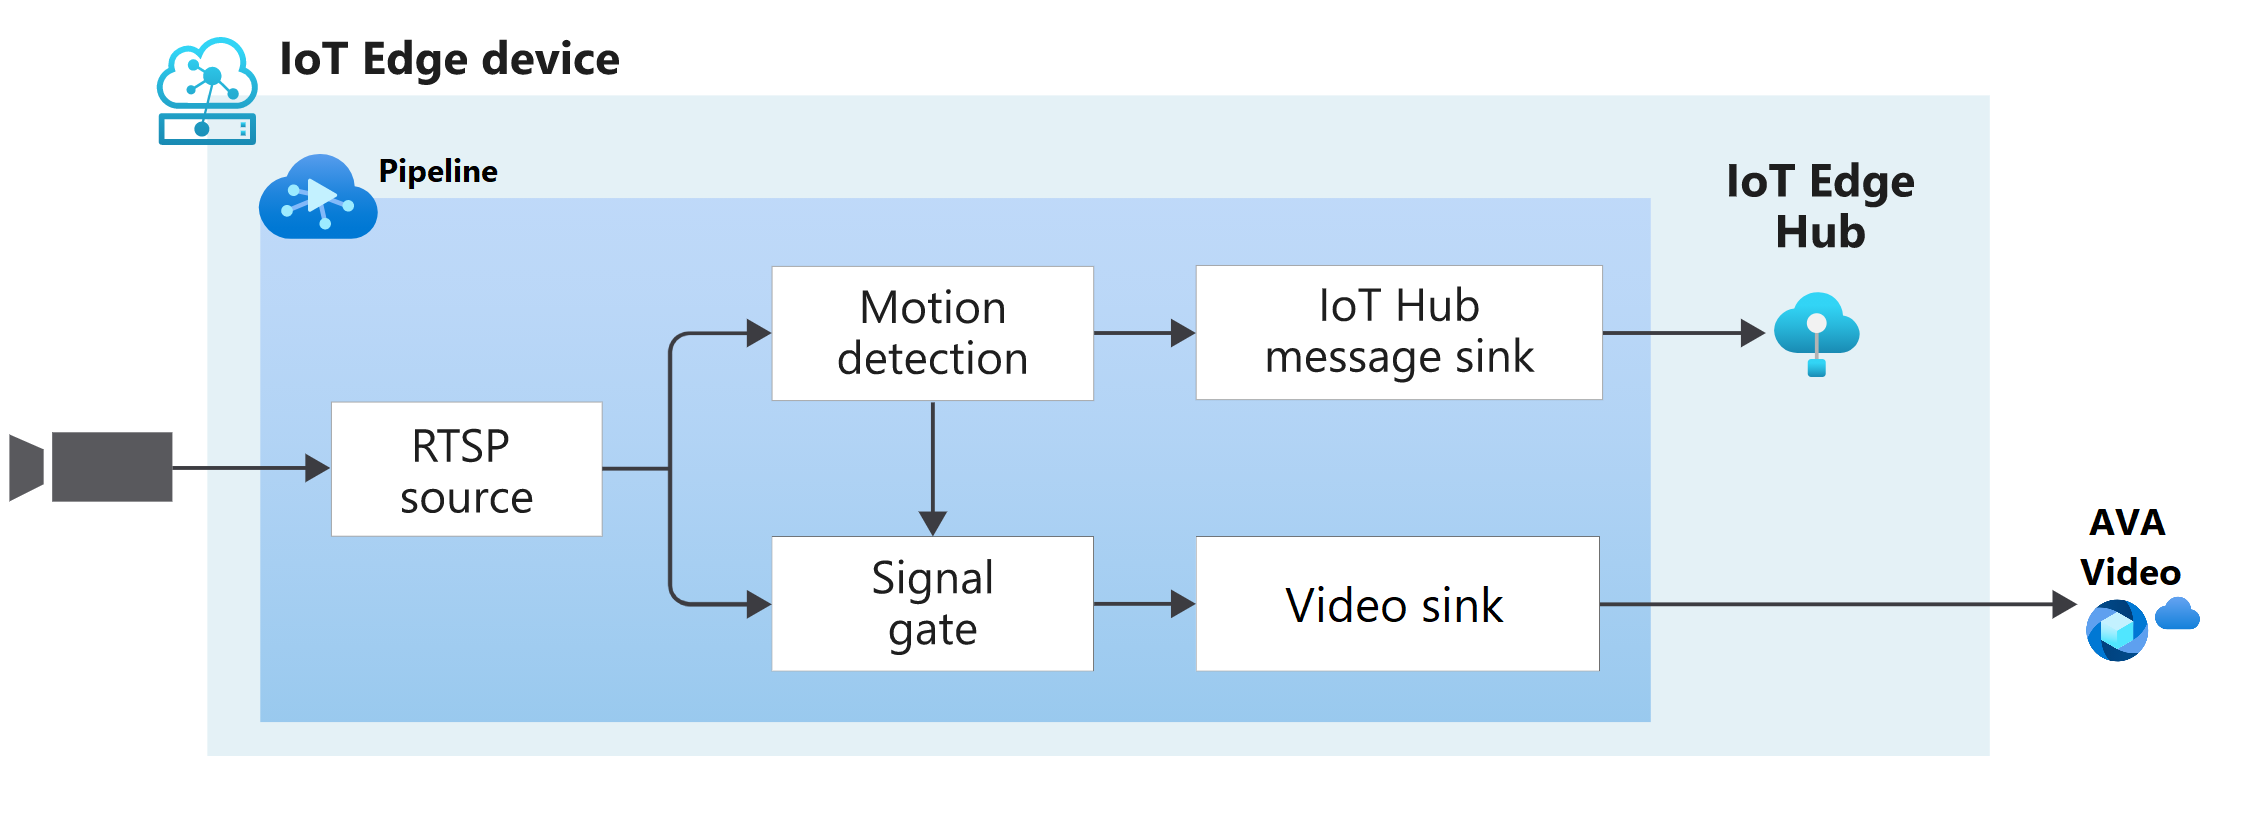 IoT Edge device
Pipeline
IoT Edge
Hub
Motion
detection
IoT Hub
message sink
RTSP
source
Signal
gate
Video sink
AVA
Video